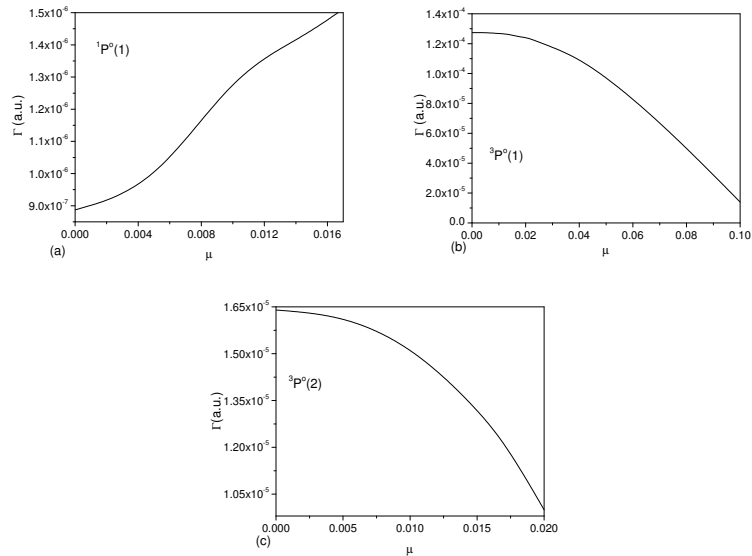 1.5x10⁻⁶
1.4x10⁻⁶
1.3x10⁻⁶
1.2x10⁻⁶
1.1x10⁻⁶
1.0x10⁻⁶
9.0x10⁻⁷
Γ (a.u.)
¹Pᵒ(1)
0.000 0.004 0.008 0.012 0.016
(a)
μ
1.4x10⁻⁴
1.2x10⁻⁴
1.0x10⁻⁴
8.0x10⁻⁵
6.0x10⁻⁵
4.0x10⁻⁵
2.0x10⁻⁵
0.0
Γ (a.u.)
³Pᵒ(1)
0.00 0.02 0.04 0.06 0.08 0.10
(b)
μ
1.65x10⁻⁵
1.50x10⁻⁵
1.35x10⁻⁵
1.20x10⁻⁵
1.05x10⁻⁵
Γ(a.u.)
³Pᵒ(2)
0.000 0.005 0.010 0.015 0.020
(c)
μ